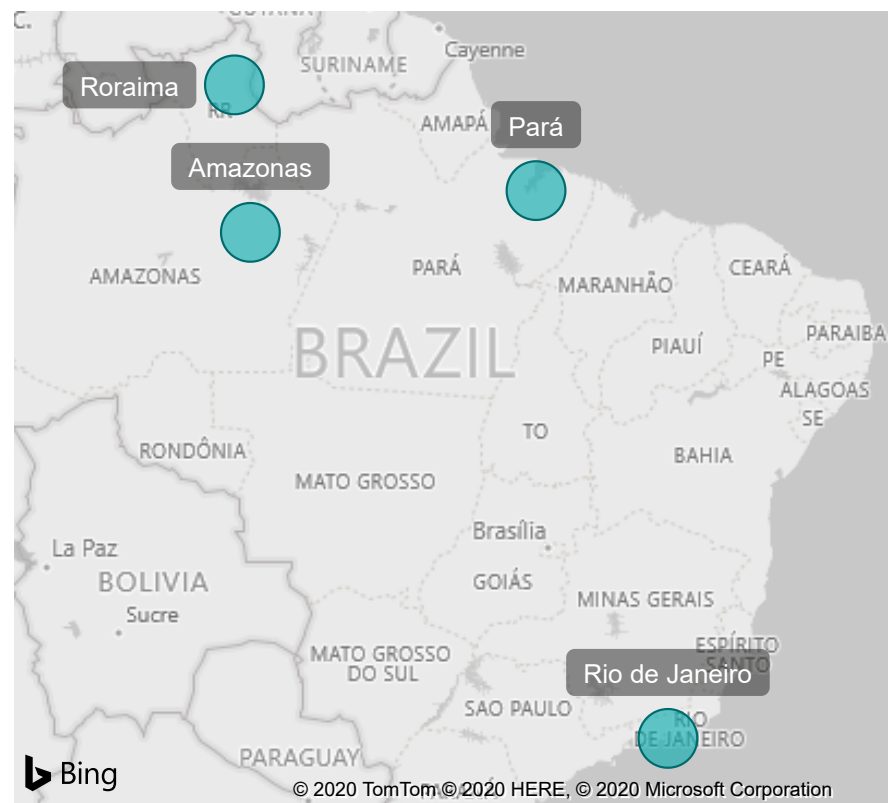 C.
GUYANA
Cayenne
SURINAME
Roraima
RR
AMAPÁ
Pará
Amazonas
AMAZONAS
PARÁ
MARANHÃO
CEARÁ
BRAZIL
PIAUÍ
PARAIBA
PE
ALAGOAS
SE
TO
RONDÔNIA
BAHIA
MATO GROSSO
Brasília
La Paz
BOLIVIA
GOIÁS
MINAS GERAIS
Sucre
ESPÍRITO
SANTO
MATO GROSSO
DO SUL
Rio de Janeiro
SAO PAULO
RIO
DE JANEIRO
PARAGUAY
Bing
PARANÁ
© 2020 TomTom © 2020 HERE, © 2020 Microsoft Corporation